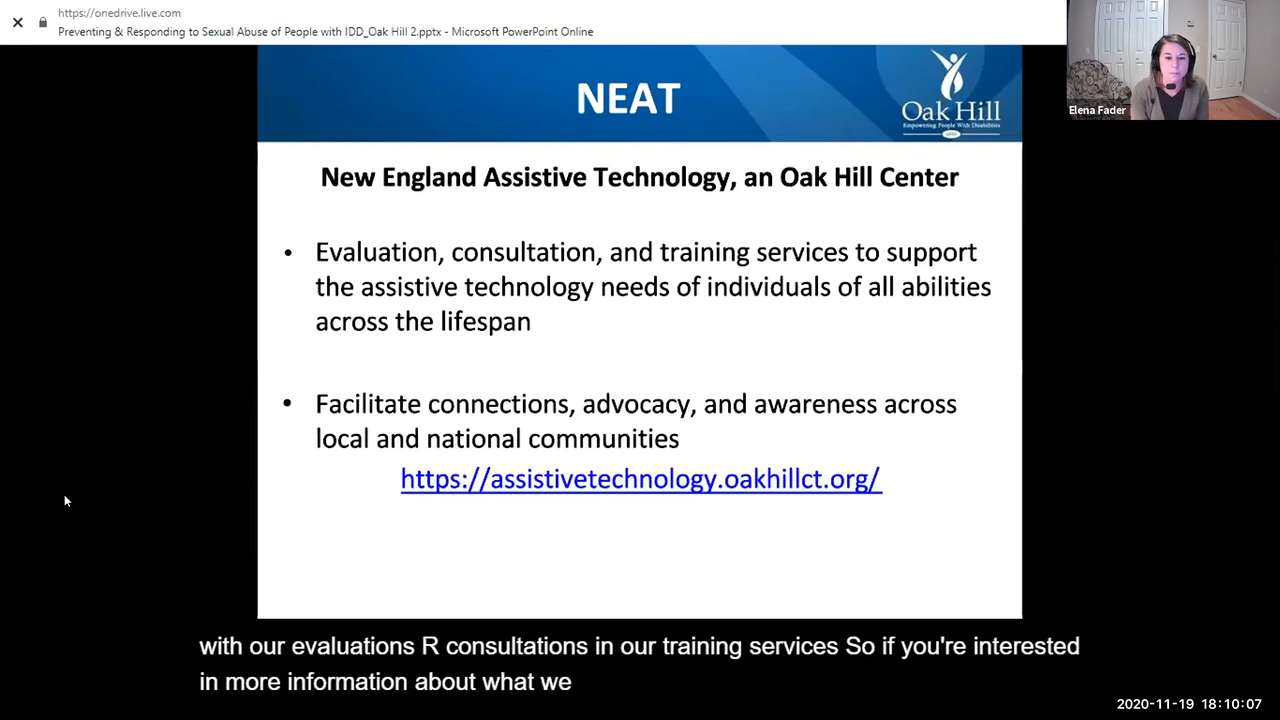 https://onedrive.live.com
Preventing & Responding to Sexual Abuse of People with IDD_Oak Hill 2.pptx - Microsoft PowerPoint Online
Elena Fader
NEAT
Oak Hill
Empowering People With Disabilities
New England Assistive Technology, an Oak Hill Center
• Evaluation, consultation, and training services to support
the assistive technology needs of individuals of all abilities
across the lifespan
• Facilitate connections, advocacy, and awareness across
local and national communities
https://assistivetechnology.oakhillct.org/
with our evaluations R consultations in our training services So if you're interested
in more information about what we
2020-11-19 18:10:07